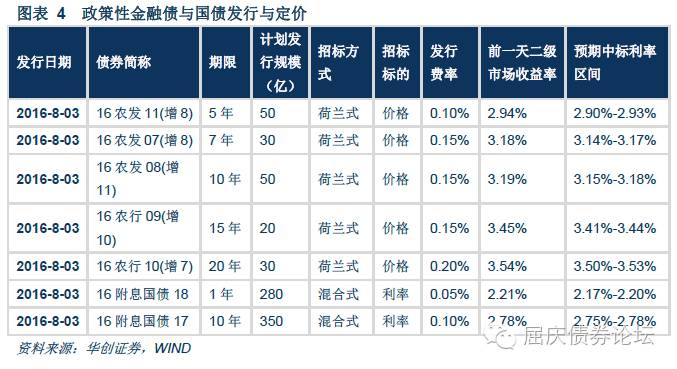 图表 4 政策性金融债与国债发行与定价
发行日期 债券简称 期限 计划发行规模（亿） 招标方式 招标标的 发行费率 前一天二级市场收益率 预期中标利率区间
2016-8-03 16 农发 11(增 8) 5 年 50 荷兰式 价格 0.10% 2.94% 2.90%-2.93%
2016-8-03 16 农发 07(增 8) 7 年 30 荷兰式 价格 0.15% 3.18% 3.14%-3.17%
2016-8-03 16 农发 08(增 11) 10 年 50 荷兰式 价格 0.15% 3.19% 3.15%-3.18%
2016-8-03 16 农行 09(增 10) 15 年 20 荷兰式 价格 0.15% 3.45% 3.41%-3.44%
2016-8-03 16 农行 10(增 7) 20 年 30 荷兰式 价格 0.20% 3.54% 3.50%-3.53%
2016-8-03 16 附息国债 18 1 年 280 混合式 利率 0.05% 2.21% 2.17%-2.20%
2016-8-03 16 附息国债 17 10 年 350 混合式 利率 0.10% 2.78% 2.75%-2.78%
资料来源：华创证券，WIND
屈庆债券论坛